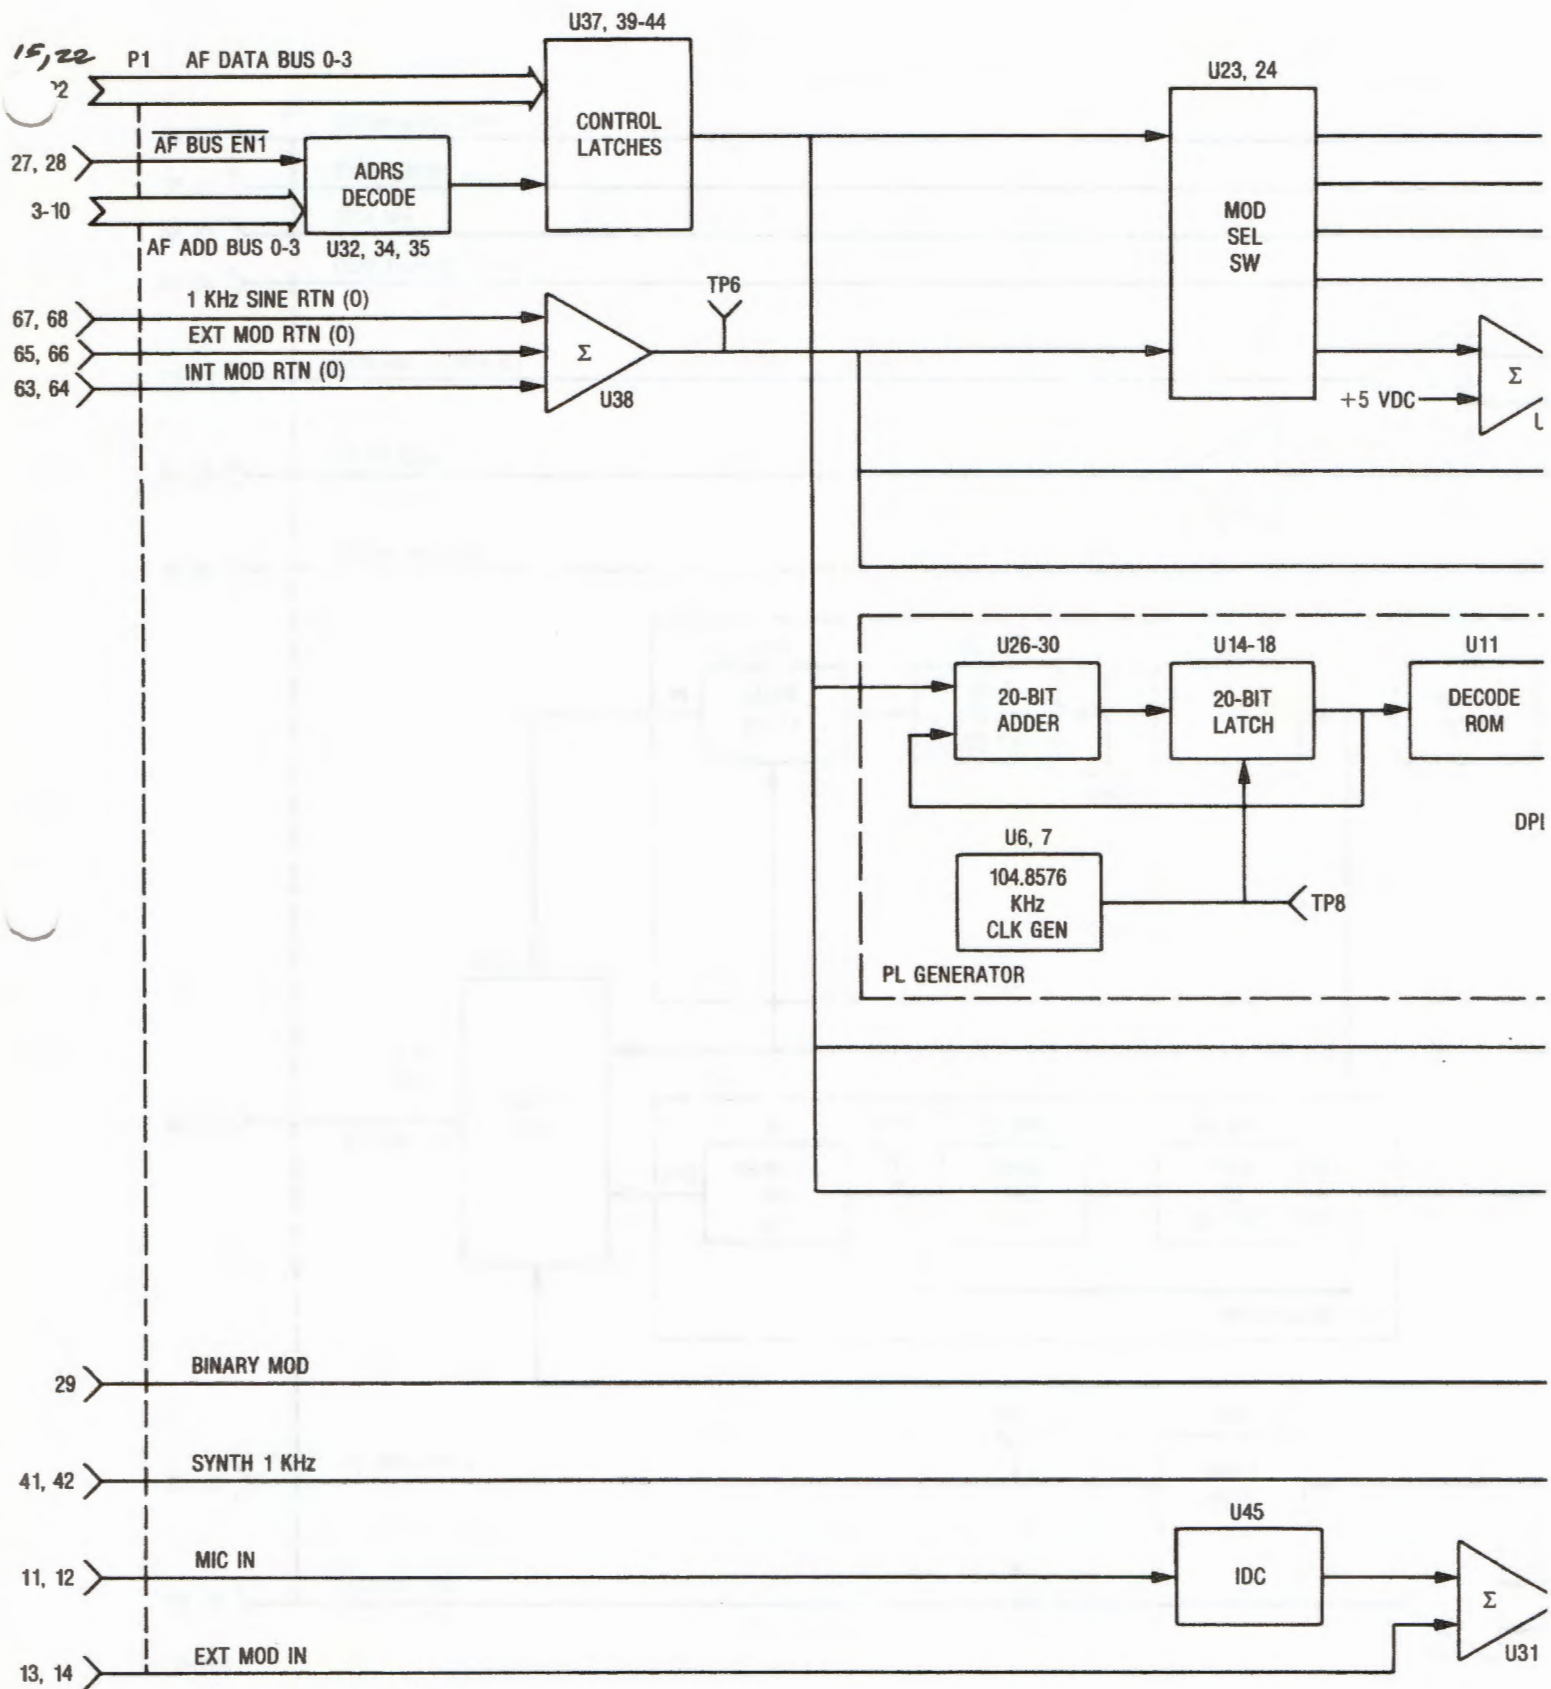 U37, 39-44
15, 22
P1 AF DATA BUS 0-3
U23, 24
CONTROL
LATCHES
AF BUS EN1
27, 28
ADRS
DECODE
3-10
MOD
SEL
SW
AF ADD BUS 0-3 U32, 34, 35
TP6
1 KHz SINE RTN (0)
67, 68
EXT MOD RTN (0)
65, 66
Σ
INT MOD RTN (0)
63, 64
U38
Σ
+5 VDC
U26-30
U14-18
U11
20-BIT
ADDER
20-BIT
LATCH
DECODE
ROM
U6, 7
104.8576
KHz
CLK GEN
TP8
PL GENERATOR
BINARY MOD
29
SYNTH 1 KHz
41, 42
U45
MIC IN
11, 12
IDC
Σ
EXT MOD IN
U31
13, 14